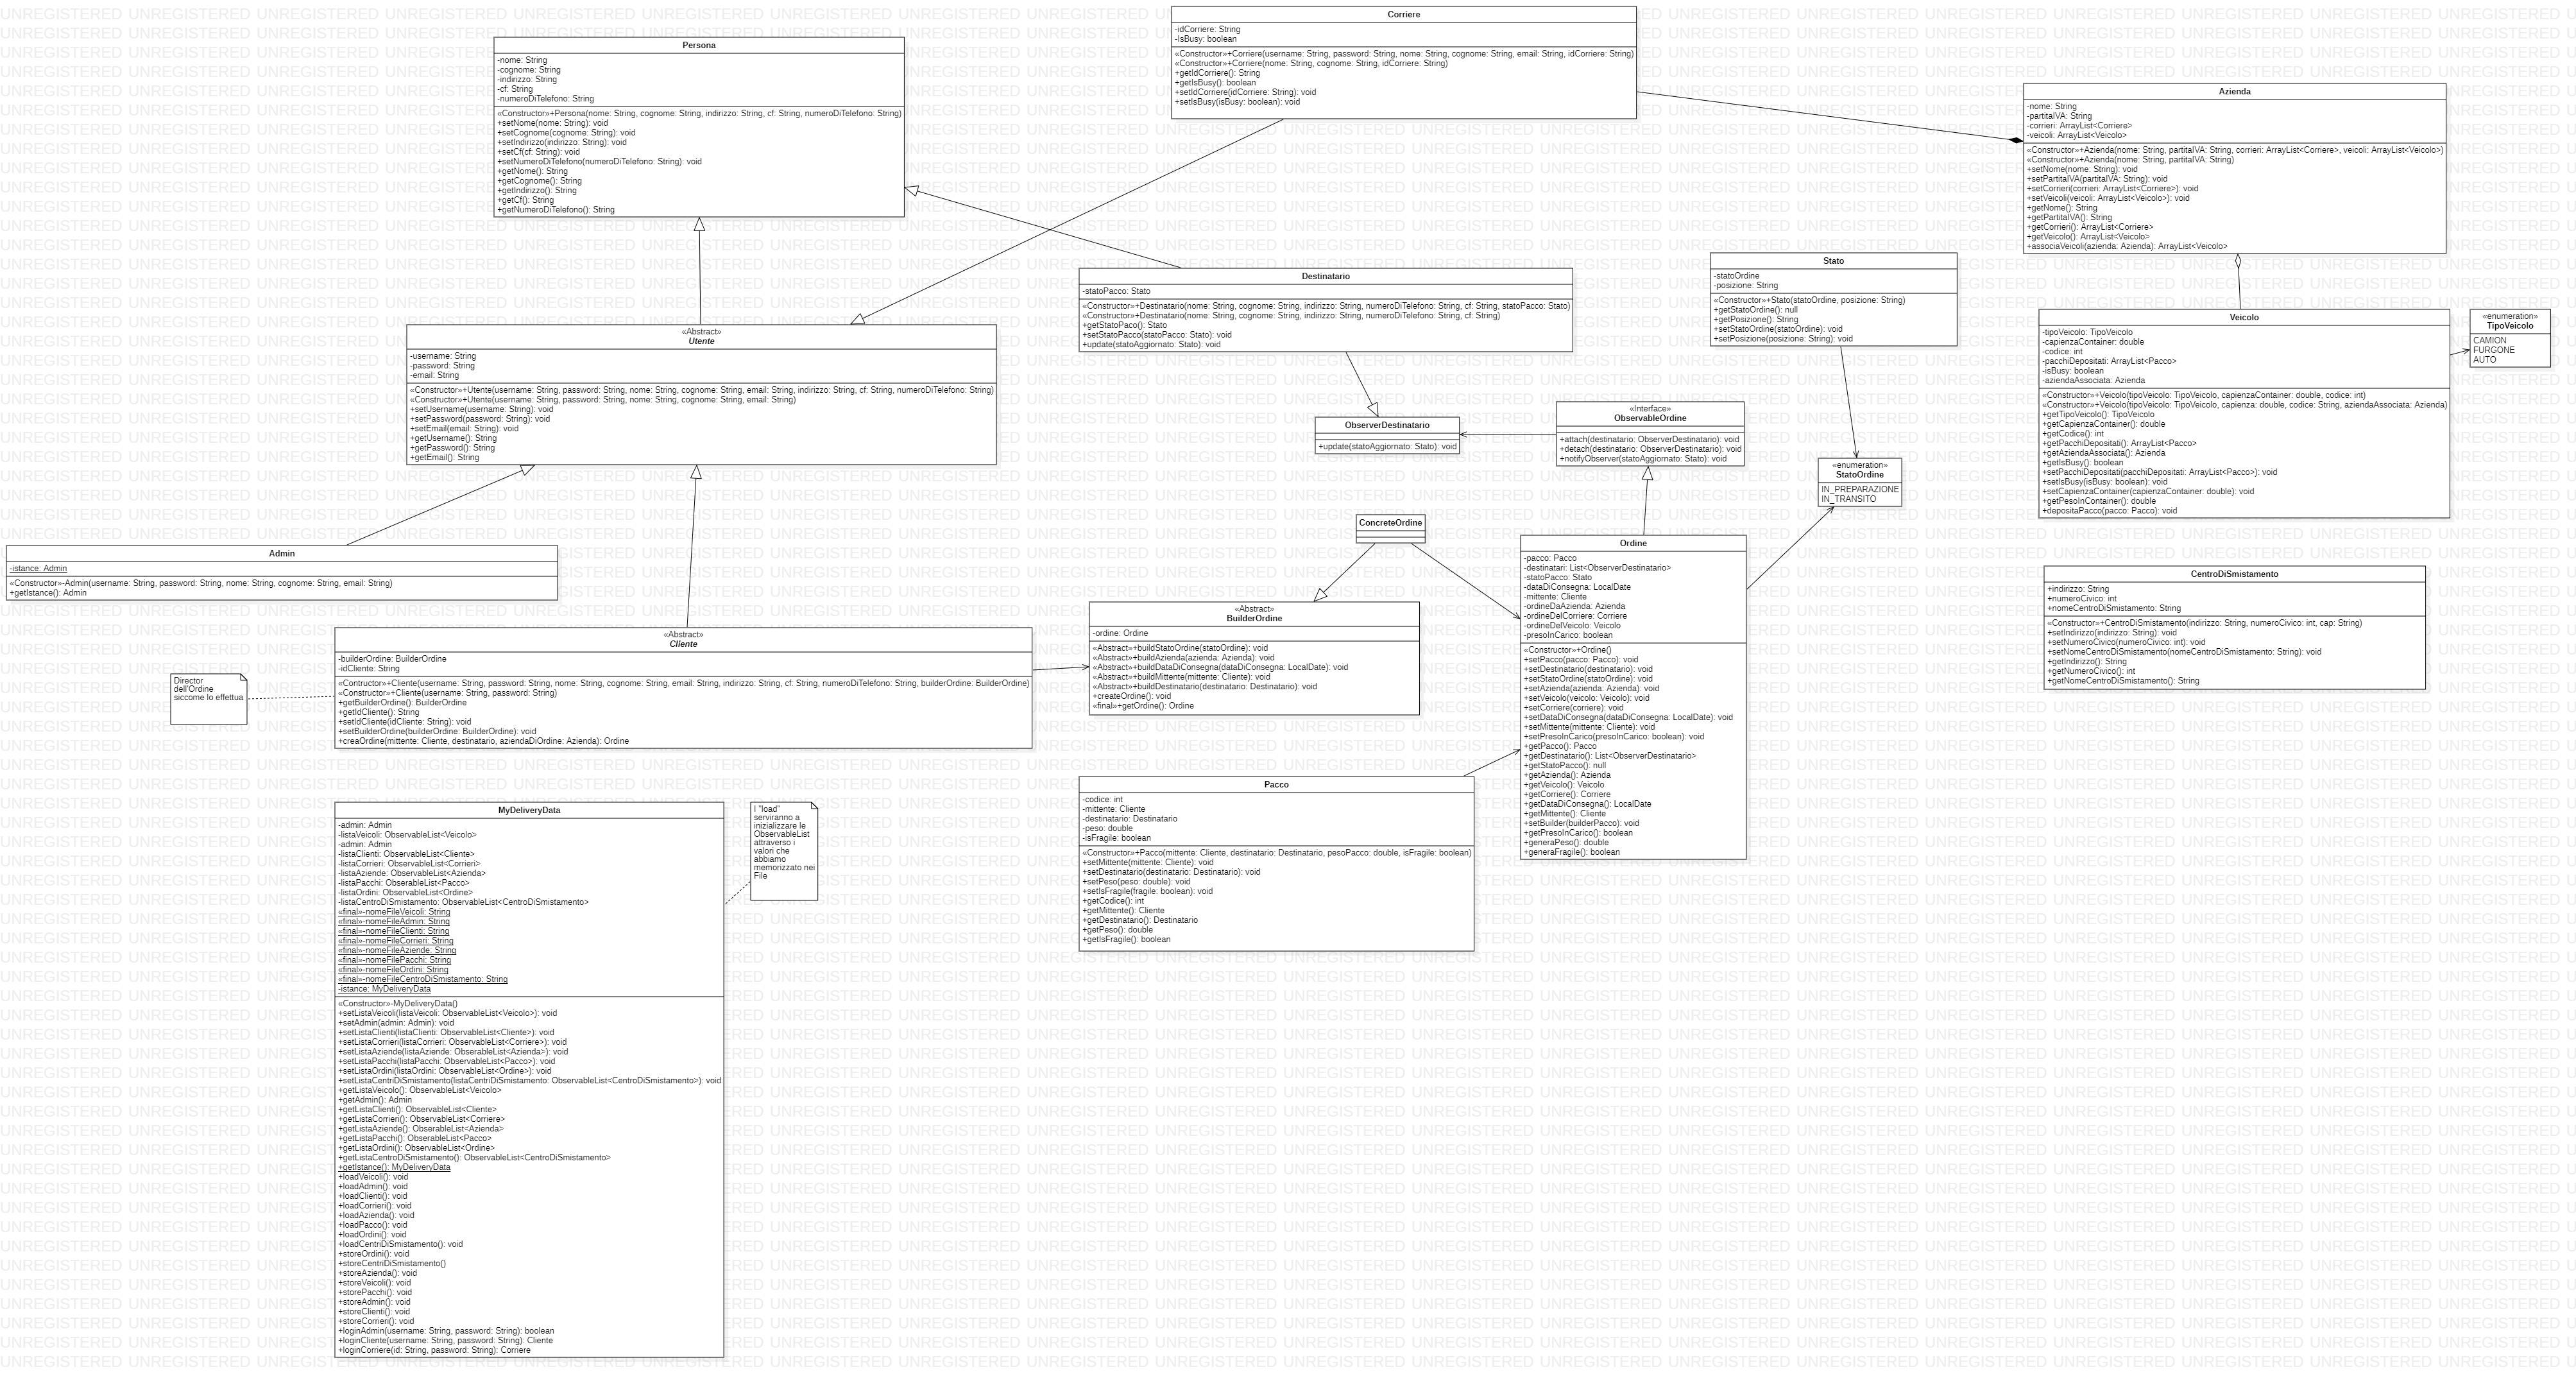 Corriere
-idCorriere: String
-IsBusy: boolean
«Constructor»+Corriere(username: String, password: String, nome: String, cognome: String, email: String, idCorriere: String)
«Constructor»+Corriere(nome: String, cognome: String, idCorriere: String)
+getIdCorriere(): String
+getIsBusy(): boolean
+setIdCorriere(idCorriere: String): void
+setIsBusy(isBusy: boolean): void
Persona
-nome: String
-cognome: String
-indirizzo: String
-cf: String
-numeroDiTelefono: String
«Constructor»+Persona(nome: String, cognome: String, indirizzo: String, cf: String, numeroDiTelefono: String)
+setNome(nome: String): void
+setCognome(cognome: String): void
+setIndirizzo(indirizzo: String): void
+setCf(cf: String): void
+setNumeroDiTelefono(numeroDiTelefono: String): void
+getNome(): String
+getCognome(): String
+getIndirizzo(): String
+getCf(): String
+getNumeroDiTelefono(): String
Azienda
-nome: String
-partitaIVA: String
-corrieri: ArrayList<Corriere>
-veicoli: ArrayList<Veicolo>
«Constructor»+Azienda(nome: String, partitaIVA: String, corrieri: ArrayList<Corriere>, veicoli: ArrayList<Veicolo>)
«Constructor»+Azienda(nome: String, partitaIVA: String)
+setNome(nome: String): void
+setPartitaIVA(partitaIVA: String): void
+setCorrieri(corrieri: ArrayList<Corriere>): void
+setVeicoli(veicoli: ArrayList<Veicolo>): void
+getNome(): String
+getPartitaIVA(): String
+getCorrieri(): ArrayList<Corriere>
+getVeicolo(): ArrayList<Veicolo>
+associaVeicoli(azienda: Azienda): ArrayList<Veicolo>
Destinatario
-statoPacco: Stato
«Constructor»+Destinatario(nome: String, cognome: String, indirizzo: String, numeroDiTelefono: String, cf: String, statoPacco: Stato)
«Constructor»+Destinatario(nome: String, cognome: String, indirizzo: String, numeroDiTelefono: String, cf: String)
+getStatoPaco(): Stato
+setStatoPacco(statoPacco: Stato): void
+update(statoAggiornato: Stato): void
Stato
-statoOrdine
-posizione: String
«Constructor»+Stato(statoOrdine, posizione: String)
+getStatoOrdine(): null
+getPosizione(): String
+setStatoOrdine(statoOrdine): void
+setPosizione(posizione: String): void
Veicolo
-tipoVeicolo: TipoVeicolo
-capienzaContainer: double
-codice: int
-pacchiDepositati: ArrayList<Pacco>
-isBusy: boolean
-aziendaAssociata: Azienda
«Constructor»+Veicolo(tipoVeicolo: TipoVeicolo, capienzaContainer: double, codice: int)
«Constructor»+Veicolo(tipoVeicolo: TipoVeicolo, capienza: double, codice: String, aziendaAssociata: Azienda)
+getTipoVeicolo(): TipoVeicolo
+getCapienzaContainer(): double
+getCodice(): int
+getPacchiDepositati(): ArrayList<Pacco>
+getAziendaAssociata(): Azienda
+getIsBusy(): boolean
+setPacchiDepositati(pacchiDepositati: ArrayList<Pacco>): void
+setIsBusy(isBusy: boolean): void
+setCapienzaContainer(capienzaContainer: double): void
+getPesoInContainer(): double
+depositaPacco(pacco: Pacco): void
«enumeration»
TipoVeicolo
CAMION
FURGONE
AUTO
«Abstract»
Utente
-username: String
-password: String
-email: String
«Constructor»+Utente(username: String, password: String, nome: String, cognome: String, email: String, indirizzo: String, cf: String, numeroDiTelefono: String)
«Constructor»+Utente(username: String, password: String, nome: String, cognome: String, email: String)
+setUsername(username: String): void
+setPassword(password: String): void
+setEmail(email: String): void
+getUsername(): String
+getPassword(): String
+getEmail(): String
ObserverDestinatario
+update(statoAggiornato: Stato): void
«Interface»
ObservableOrdine
+attach(destinatario: ObserverDestinatario): void
+detach(destinatario: ObserverDestinatario): void
+notifyObserver(statoAggionato: Stato): void
«enumeration»
StatoOrdine
IN_PREPARAZIONE
IN_TRANSITO
ConcreteOrdine
Ordine
-pacco: Pacco
-destinatari: List<ObserverDestinatario>
-statoPacco: Stato
-dataDiConsegna: LocalDate
-mittente: Cliente
-ordineDaAzienda: Azienda
-ordineDelCorriere: Corriere
-ordineDelVeicolo: Veicolo
-presoInCarico: boolean
«Constructor»+Ordine()
+setPacco(pacco: Pacco): void
+setDestinatario(destinatario): void
+setStatoOrdine(statoOrdine): void
+setAzienda(azienda: Azienda): void
+setVeicolo(veicolo: Veicolo): void
+setCorriere(corriere): void
+setDataDiConsegna(dataDiConsegna: LocalDate): void
+setMittente(mittente: Cliente): void
+setPresoInCarico(presoInCarico: boolean): void
+getPacco(): Pacco
+getDestinatario(): List<ObserverDestinatario>
+getStatoPacco(): null
+getAzienda(): Azienda
+getVeicolo(): Veicolo
+getCorriere(): Corriere
+getDataDiConsegna(): LocalDate
+getMittente(): Cliente
+setBuilder(builderPacco): void
+getPresoInCarico(): boolean
+generaPeso(): double
+generaFragile(): boolean
Admin
-istance: Admin
«Constructor»-Admin(username: String, password: String, nome: String, cognome: String, email: String)
+getIstance(): Admin
CentroDiSmistamento
+indirizzo: String
+numeroCivico: int
+nomeCentroDiSmistamento: String
«Constructor»+CentroDiSmistamento(indirizzo: String, numeroCivico: int, cap: String)
+setIndirizzo(indirizzo: String): void
+setNumeroCivico(numeroCivico: int): void
+setNomeCentroDiSmistamento(nomeCentroDiSmistamento: String): void
+getIndirizzo(): String
+getNumeroCivico(): int
+getNomeCentroDiSmistamento(): String
«Abstract»
BuilderOrdine
-ordine: Ordine
«Abstract»+buildStatoOrdine(statoOrdine): void
«Abstract»+buildAzienda(azienda: Azienda): void
«Abstract»+buildDataDiConsegna(dataDiConsegna: LocalDate): void
«Abstract»+buildMittente(mittente: Cliente): void
«Abstract»+buildDestinatario(destinatario: Destinatario): void
+createOrdine(): void
«final»+getOrdine(): Ordine
«Abstract»
Cliente
-builderOrdine: BuilderOrdine
-idCliente: String
«Contructor»+Cliente(username: String, password: String, nome: String, cognome: String, email: String, indirizzo: String, cf: String, numeroDiTelefono: String, builderOrdine: BuilderOrdine)
«Constructor»+Cliente(username: String, password: String)
+getBuilderOrdine(): BuilderOrdine
+getIdCliente(): String
+setIdCliente(idCliente: String): void
+setBuilderOrdine(builderOrdine: BuilderOrdine): void
+creaOrdine(mittente: Cliente, destinatario, aziendaDiOrdine: Azienda): Ordine
Director
dell'Ordine
siccome lo effettua
Pacco
-codice: int
-mittente: Cliente
-destinatario: Destinatario
-peso: double
-isFragile: boolean
«Constructor»+Pacco(mittente: Cliente, destinatario: Destinatario, pesoPacco: double, isFragile: boolean)
+setMittente(mittente: Cliente): void
+setDestinatario(destinatario: Destinatario): void
+setPeso(peso: double): void
+setIsFragile(fragile: boolean): void
+getCodice(): int
+getMittente(): Cliente
+getDestinatario(): Destinatario
+getPeso(): double
+getIsFragile(): boolean
MyDeliveryData
-admin: Admin
-listaVeicoli: ObservableList<Veicolo>
-admin: Admin
-listaClienti: ObservableList<Cliente>
-listaCorrieri: ObservableList<Corrieri>
-listaAziende: ObservableList<Azienda>
-listaPacchi: ObserableList<Pacco>
-listaOrdini: ObservableList<Ordine>
-listaCentroDiSmistamento: ObservableList<CentroDiSmistamento>
«final»-nomeFileVeicoli: String
«final»-nomeFileAdmin: String
«final»-nomeFileClienti: String
«final»-nomeFileCorrieri: String
«final»-nomeFileAziende: String
«final»-nomeFilePacchi: String
«final»-nomeFileOrdini: String
«final»-nomeFileCentroDiSmistamento: String
-istance: MyDeliveryData
«Constructor»-MyDeliveryData()
+setListaVeicoli(listaVeicoli: ObservableList<Veicolo>): void
+setAdmin(admin: Admin): void
+setListaClienti(listaClienti: ObservableList<Cliente>): void
+setListaCorrieri(listaCorrieri: ObservableList<Corriere>): void
+setListaAziende(listaAziende: ObserableList<Azienda>): void
+setListaPacchi(listaPacchi: ObservableList<Pacco>): void
+setListaOrdini(listaOrdini: ObservableList<Ordine>): void
+setListaCentriDiSmistamento(listaCentriDiSmistamento: ObservableList<CentroDiSmistamento>): void
+getListaVeicolo(): ObservableList<Veicolo>
+getAdmin(): Admin
+getListaClienti(): ObservableList<Cliente>
+getListaCorrieri(): ObservableList<Corriere>
+getListaAziende(): ObserableList<Azienda>
+getListaPacchi(): ObserableList<Pacco>
+getListaOrdini(): ObservableList<Ordine>
+getListaCentroDiSmistamento(): ObservableList<CentroDiSmistamento>
+getIstance(): MyDeliveryData
+loadVeicoli(): void
+loadAdmin(): void
+loadClienti(): void
+loadCorrieri(): void
+loadAzienda(): void
+loadPacco(): void
+loadOrdini(): void
+loadCentriDiSmistamento(): void
+storeOrdini(): void
+storeCentriDiSmistamento()
+storeAzienda(): void
+storeVeicoli(): void
+storePacchi(): void
+storeAdmin(): void
+storeClienti(): void
+storeCorrieri(): void
+loginAdmin(username: String, password: String): boolean
+loginCliente(username: String, password: String): Cliente
+loginCorriere(id: String, password: String): Corriere
I "load"
serviranno a
inizializzare le
ObservableList
attraverso i
valori che
abbiamo
memorizzato nei
File